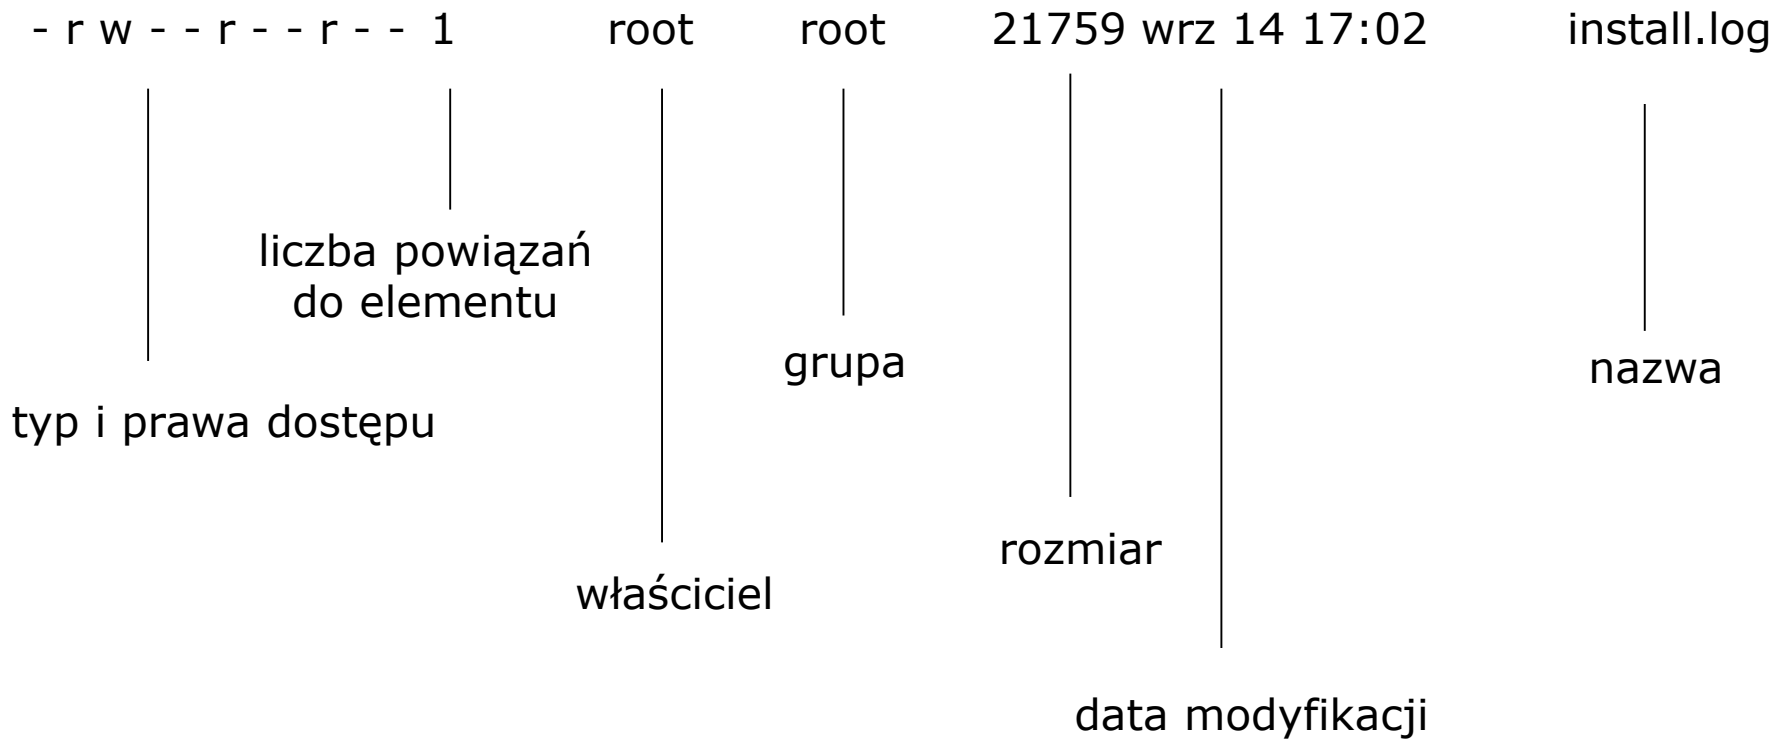 - r w - - r - - r - - 1 root root 21759 wrz 14 17:02 install.log
liczba powiązań
do elementu
grupa
nazwa
typ i prawa dostępu
rozmiar
właściciel
data modyfikacji